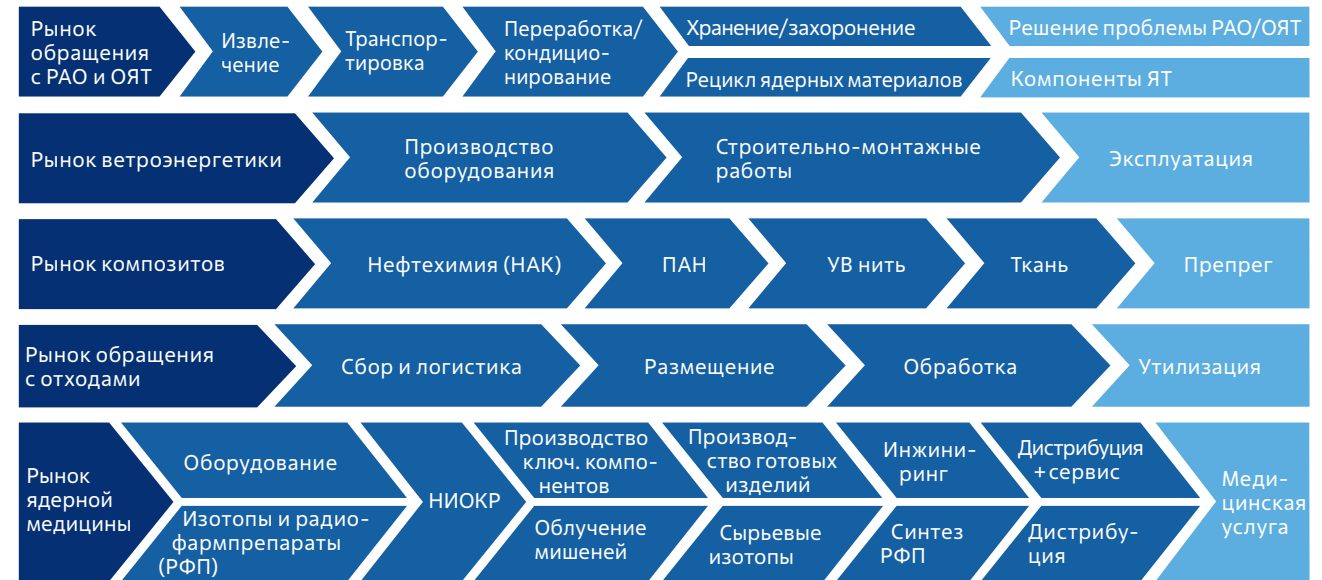 Рынок
обращения
с РАО и ОЯТ
Извле-
чение
Транспор-
тировка
Переработка/
кондицио-
нирование
Хранение/захоронение
Решение проблемы РАО/ОЯТ
Рецикл ядерных материалов
Компоненты ЯТ
Рынок ветроэнергетики
Производство
оборудования
Строительно-монтажные
работы
Эксплуатация
Рынок композитов
Нефтехимия (НАК)
ПАН
УВ нить
Ткань
Препрег
Рынок обращения
с отходами
Сбор и логистика
Размещение
Обработка
Утилизация
Рынок
ядерной
медицины
Оборудование
Изотопы и радио-
фармпрепараты
(РФП)
НИОКР
Производство
ключ. компо-
нентов
Производ-
ство готовых
изделий
Инжини-
ринг
Дистрибуция
+сервис
Облучение
мишеней
Сырьевые
изотопы
Синтез
РФП
Дистрибу-
ция
Меди-
цинская
услуга